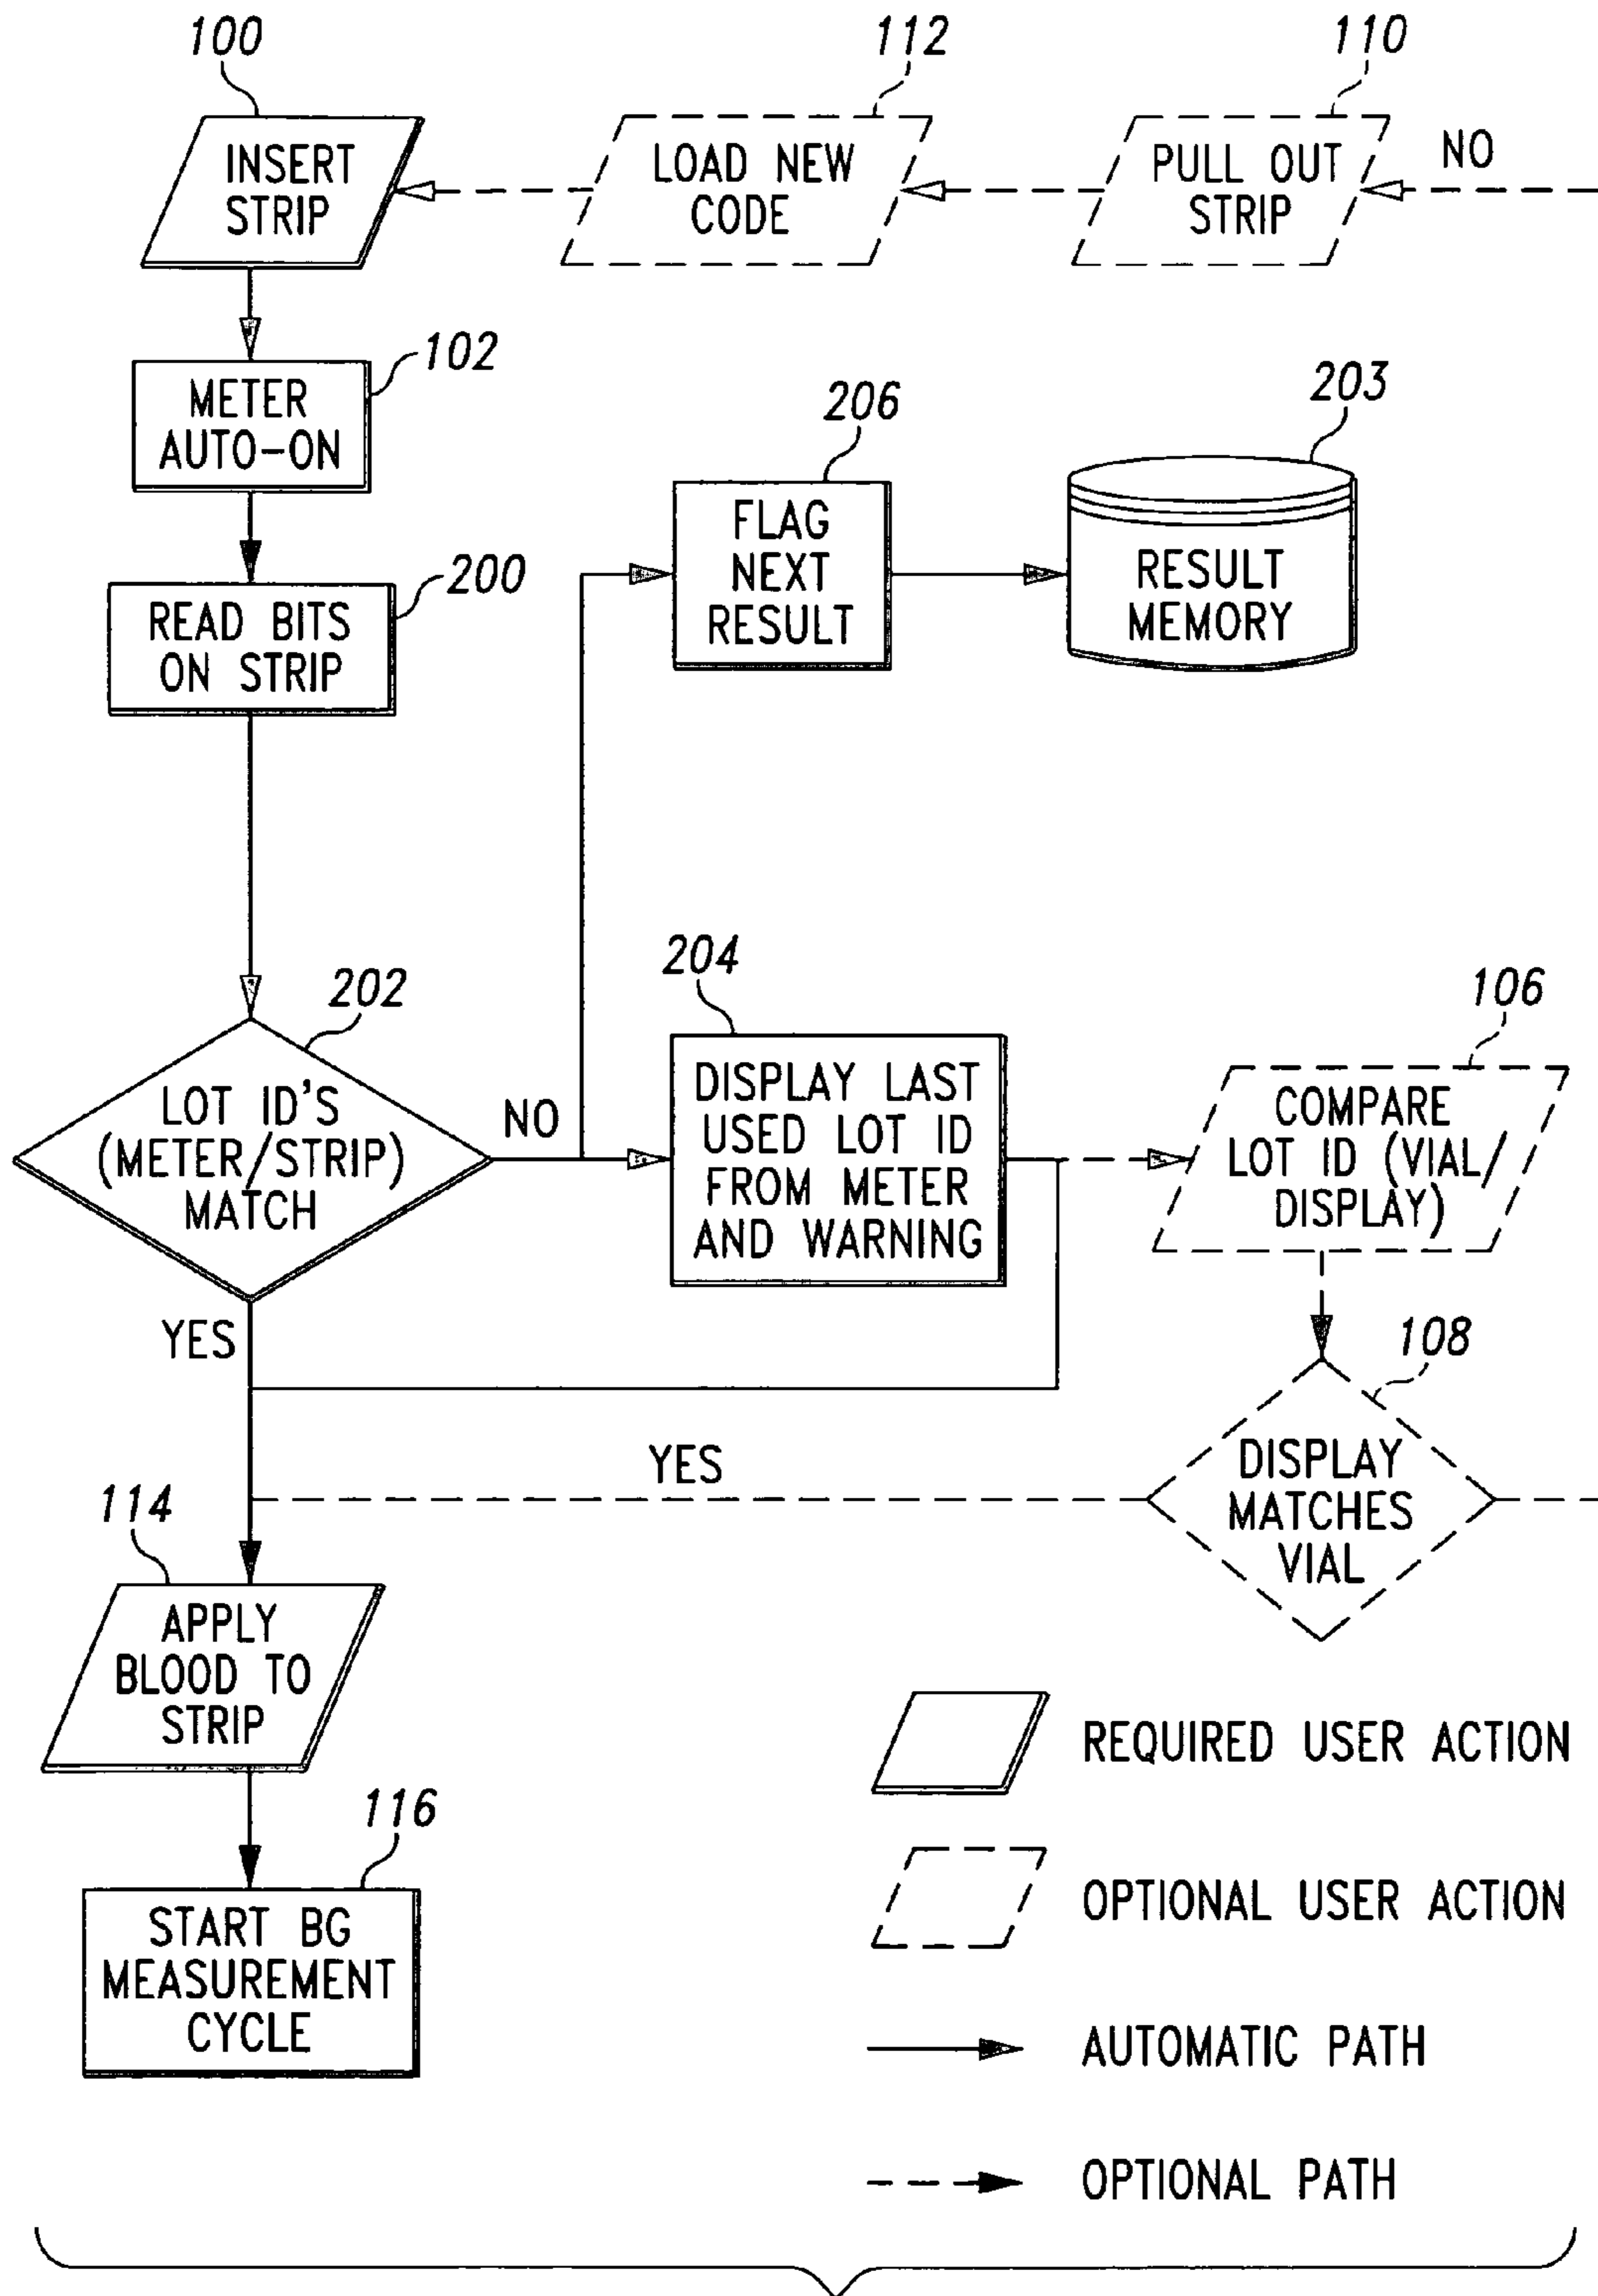 100
112
110
INSERT
STRIP
LOAD NEW
CODE
PULL OUT
STRIP
NO
102
METER
AUTO-ON
206
203
FLAG
NEXT
RESULT
RESULT
MEMORY
200
READ BITS
ON STRIP
202
204
106
LOT ID'S
(METER/STRIP)
MATCH
NO
DISPLAY LAST
USED LOT ID
FROM METER
AND WARNING
COMPARE
LOT ID (VIAL/
DISPLAY)
YES
108
DISPLAY
MATCHES
VIAL
YES
114
APPLY
BLOOD TO
STRIP
116
START BG
MEASUREMENT
CYCLE
REQUIRED USER ACTION
OPTIONAL USER ACTION
AUTOMATIC PATH
OPTIONAL PATH